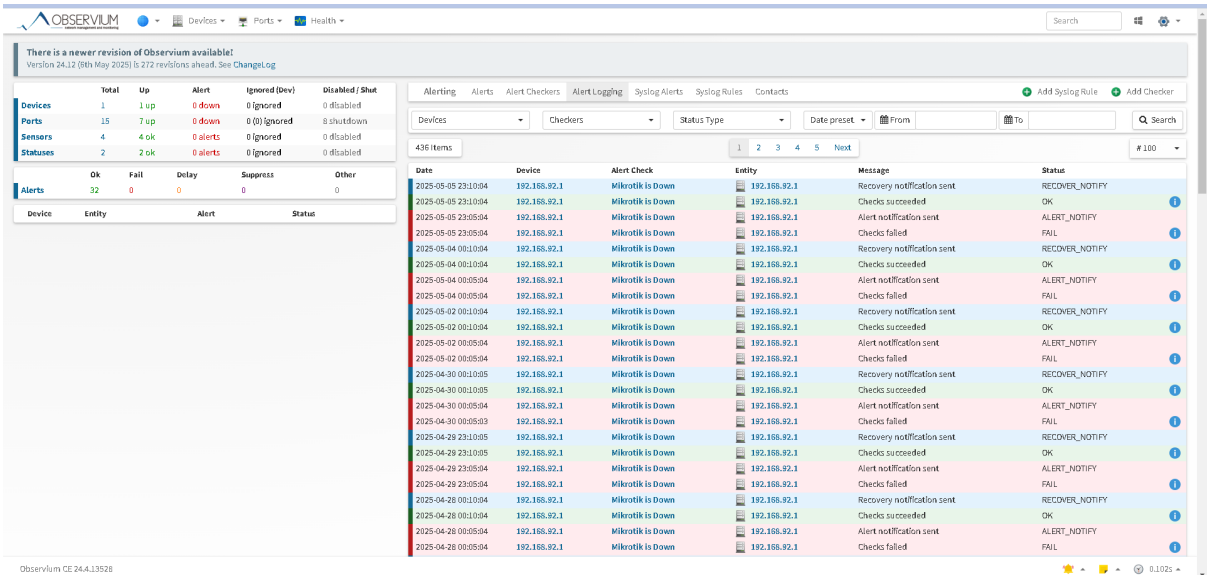 OBSERVIUM Devices Ports Health Search
network management and monitoring
There is a newer revision of Observium available!
Version 24.12 (6th May 2025) is 272 revisions ahead. See ChangeLog
Total Up Alert Ignored (Dev) Disabled / Shut
Devices 1 1 up 0 down 0 ignored 0 disabled
Ports 15 7 up 0 down 0 (0) ignored 8 shutdown
Sensors 4 4 ok 0 alerts 0 ignored 0 disabled
Statuses 2 2 ok 0 alerts 0 ignored 0 disabled
Ok Fail Delay Suppress Other
Alerts 32 0 0 0 0
Device Entity Alert Status
Alerting Alerts Alert Checkers Alert Logging Syslog Alerts Syslog Rules Contacts Add Syslog Rule Add Checker
Devices Checkers Status Type Date preset From To Search
436 Items 1 2 3 4 5 Next # 100
Date Device Alert Check Entity Message Status
2025-05-05 23:10:04 192.168.92.1 Mikrotik is Down 192.168.92.1 Recovery notification sent RECOVER_NOTIFY
2025-05-05 23:10:04 192.168.92.1 Mikrotik is Down 192.168.92.1 Checks succeeded OK
2025-05-05 23:05:04 192.168.92.1 Mikrotik is Down 192.168.92.1 Alert notification sent ALERT_NOTIFY
2025-05-05 23:05:04 192.168.92.1 Mikrotik is Down 192.168.92.1 Checks failed FAIL
2025-05-04 00:10:04 192.168.92.1 Mikrotik is Down 192.168.92.1 Recovery notification sent RECOVER_NOTIFY
2025-05-04 00:10:04 192.168.92.1 Mikrotik is Down 192.168.92.1 Checks succeeded OK
2025-05-04 00:05:04 192.168.92.1 Mikrotik is Down 192.168.92.1 Alert notification sent ALERT_NOTIFY
2025-05-04 00:05:04 192.168.92.1 Mikrotik is Down 192.168.92.1 Checks failed FAIL
2025-05-02 00:10:04 192.168.92.1 Mikrotik is Down 192.168.92.1 Recovery notification sent RECOVER_NOTIFY
2025-05-02 00:10:04 192.168.92.1 Mikrotik is Down 192.168.92.1 Checks succeeded OK
2025-05-02 00:05:04 192.168.92.1 Mikrotik is Down 192.168.92.1 Alert notification sent ALERT_NOTIFY
2025-05-02 00:05:04 192.168.92.1 Mikrotik is Down 192.168.92.1 Checks failed FAIL
2025-04-30 00:10:05 192.168.92.1 Mikrotik is Down 192.168.92.1 Recovery notification sent RECOVER_NOTIFY
2025-04-30 00:10:05 192.168.92.1 Mikrotik is Down 192.168.92.1 Checks succeeded OK
2025-04-30 00:05:04 192.168.92.1 Mikrotik is Down 192.168.92.1 Alert notification sent ALERT_NOTIFY
2025-04-30 00:05:03 192.168.92.1 Mikrotik is Down 192.168.92.1 Checks failed FAIL
2025-04-29 23:10:05 192.168.92.1 Mikrotik is Down 192.168.92.1 Recovery notification sent RECOVER_NOTIFY
2025-04-29 23:10:05 192.168.92.1 Mikrotik is Down 192.168.92.1 Checks succeeded OK
2025-04-29 23:05:04 192.168.92.1 Mikrotik is Down 192.168.92.1 Alert notification sent ALERT_NOTIFY
2025-04-29 23:05:04 192.168.92.1 Mikrotik is Down 192.168.92.1 Checks failed FAIL
2025-04-28 00:10:04 192.168.92.1 Mikrotik is Down 192.168.92.1 Recovery notification sent RECOVER_NOTIFY
2025-04-28 00:10:04 192.168.92.1 Mikrotik is Down 192.168.92.1 Checks succeeded OK
2025-04-28 00:05:04 192.168.92.1 Mikrotik is Down 192.168.92.1 Alert notification sent ALERT_NOTIFY
2025-04-28 00:05:04 192.168.92.1 Mikrotik is Down 192.168.92.1 Checks failed FAIL
Observium CE 24.4.13528 0.102s